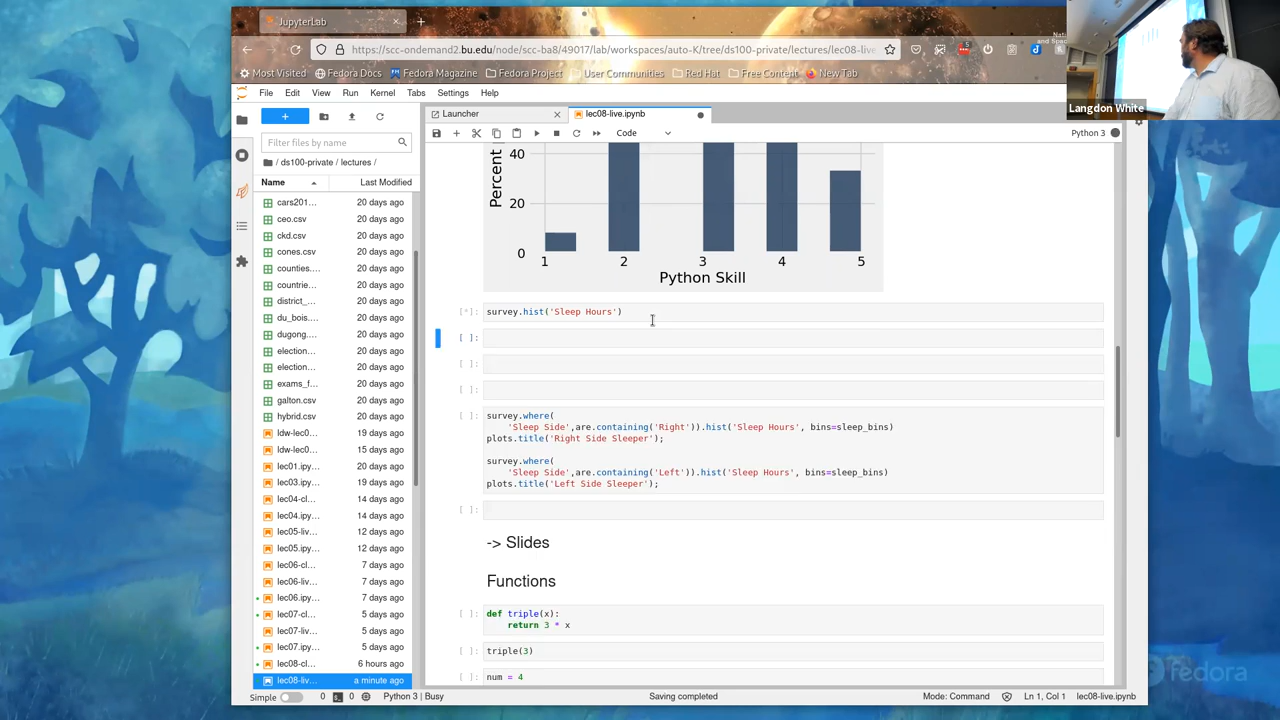 JupyterLab
https://scc-ondemand2.bu.edu/node/scc-ba8/49017/lab/workspaces/auto-K/tree/ds100-private/lectures/lec08-live
5
Most Visited
Fedora Docs
Fedora Magazine
Fedora Project
User Communities
Red Hat
Free Content
New Tab
Langdon White
File Edit View Run Kernel Tabs Settings Help
Launcher
lec08-live.ipynb
Code
Python 3
Filter files by name
/ ds100-private / lectures /
Name Last Modified
cars201... 20 days ago
ceo.csv 20 days ago
ckd.csv 20 days ago
cones.csv 20 days ago
counties.... 20 days ago
countrie... 20 days ago
district_... 20 days ago
du_bois.... 20 days ago
dugong.... 20 days ago
election... 20 days ago
election... 20 days ago
exams_f... 20 days ago
galton.csv 20 days ago
hybrid.csv 20 days ago
ldw-lec0... 19 days ago
ldw-lec0... 15 days ago
lec01.ipy... 20 days ago
lec03.ipy... 19 days ago
lec04-cl... 14 days ago
lec04.ipy... 14 days ago
lec05-liv... 12 days ago
lec05.ipy... 12 days ago
lec06-cl... 7 days ago
lec06-liv... 7 days ago
lec06.ipy... 7 days ago
lec07-cl... 5 days ago
lec07-liv... 5 days ago
lec07.ipy... 5 days ago
lec08-cl... 6 hours ago
lec08-liv... a minute ago
Percent
40
20
0
1 2 3 4 5
Python Skill
[*]: survey.hist('Sleep Hours')
[ ]:
[ ]:
[ ]:
[ ]: survey.where(
'Sleep Side',are.containing('Right')).hist('Sleep Hours', bins=sleep_bins)
plots.title('Right Side Sleeper');
survey.where(
'Sleep Side',are.containing('Left')).hist('Sleep Hours', bins=sleep_bins)
plots.title('Left Side Sleeper');
[ ]:
-> Slides
Functions
[ ]: def triple(x):
return 3 * x
[ ]: triple(3)
[ ]: num = 4
Simple 0 0 Python 3 | Busy Saving completed Mode: Command Ln 1, Col 1 lec08-live.ipynb
fedora